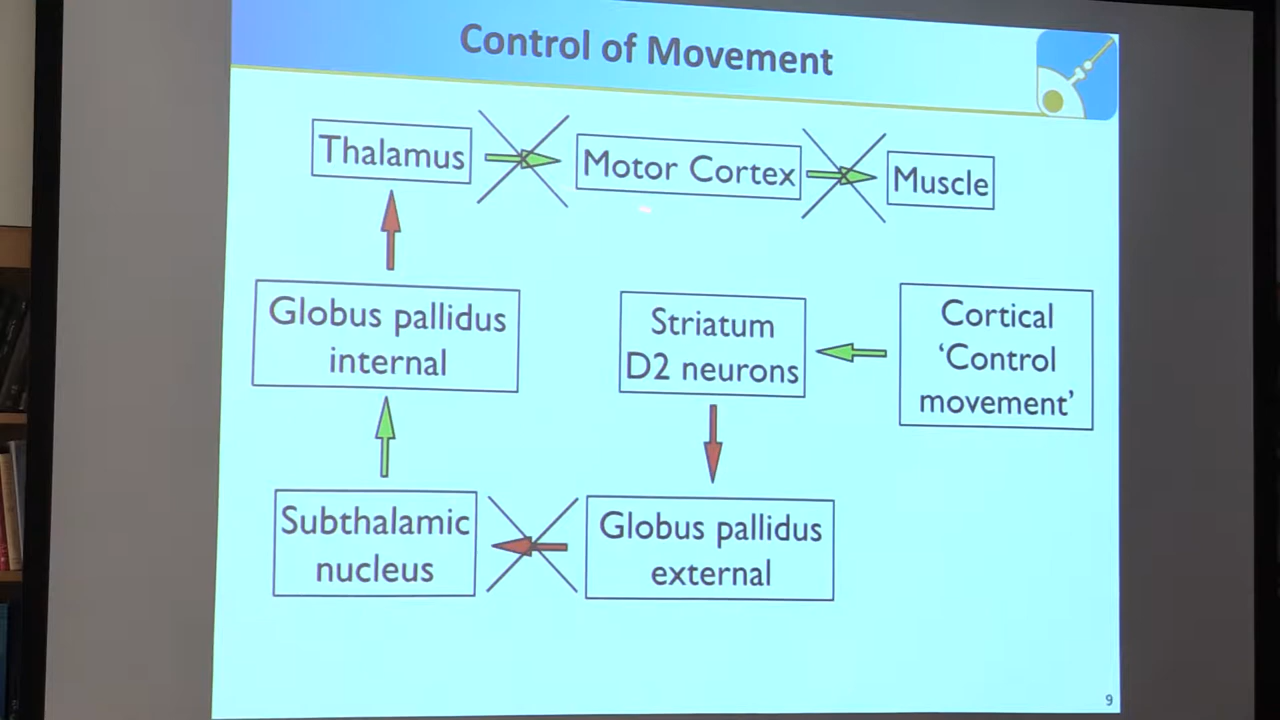 Control of Movement
Thalamus
Motor Cortex
Muscle
Globus pallidus
internal
Striatum
D2 neurons
Cortical
‘Control
movement’
Subthalamic
nucleus
Globus pallidus
external
9